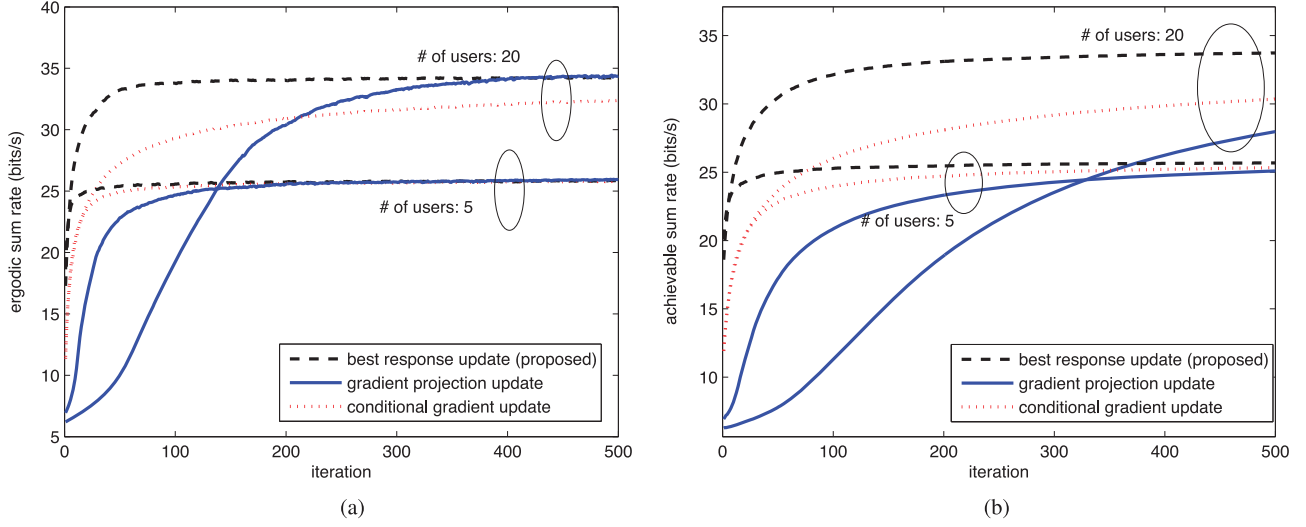 40
35
30
25
20
15
10
5
0
100
200
300
400
500
ergodic sum rate (bits/s)
iteration
# of users: 20
# of users: 5
best response update (proposed)
gradient projection update
conditional gradient update
(a)
35
30
25
20
15
10
0
100
200
300
400
500
achievable sum rate (bits/s)
iteration
# of users: 20
# of users: 5
best response update (proposed)
gradient projection update
conditional gradient update
(b)